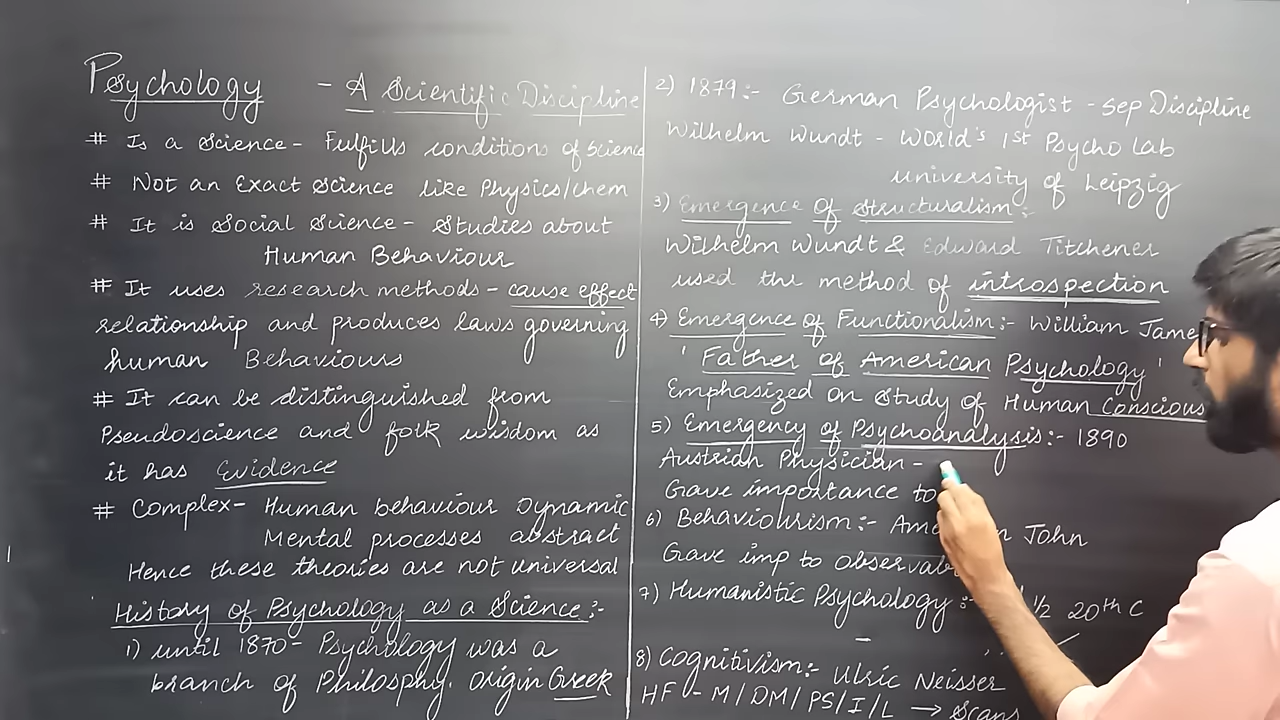 Psychology - A Scientific Discipline
# Is a Science - Fulfills conditions of Science
# Not an Exact Science like Physics/chem
# It is Social Science - Studies about
Human Behaviour
# It uses research methods - cause effect
relationship and produces laws governing
human Behaviours
# It can be distinguished from
Pseudoscience and folk wisdom as
it has Evidence
# Complex - Human behaviour Dynamic
Mental processes abstract
Hence these theories are not universal
History of Psychology as a Science :-
1) until 1870 - Psychology was a
branch of Philosphy. Origin Greek
2) 1879 :- German Psychologist - Sep Discipline
Wilhelm Wundt - World's 1st Psycho Lab
university of Leipzig
3) Emergence of Structuralism :-
Wilhelm Wundt & Edward Titchener
used the method of introspection
4) Emergence of Functionalism :- William Jame
' Father of American Psychology '
Emphasized on Study of Human Conscious
5) Emergency of Psychoanalysis :- 1890
Austrian Physician -
Gave importance to
6) Behaviourism :- John
Gave imp to
7) Humanistic Psychology :- 1/2 20th C
8) Cognitivism :- Ulric Neisser
HF - M/DM/PS/I/L → Scans